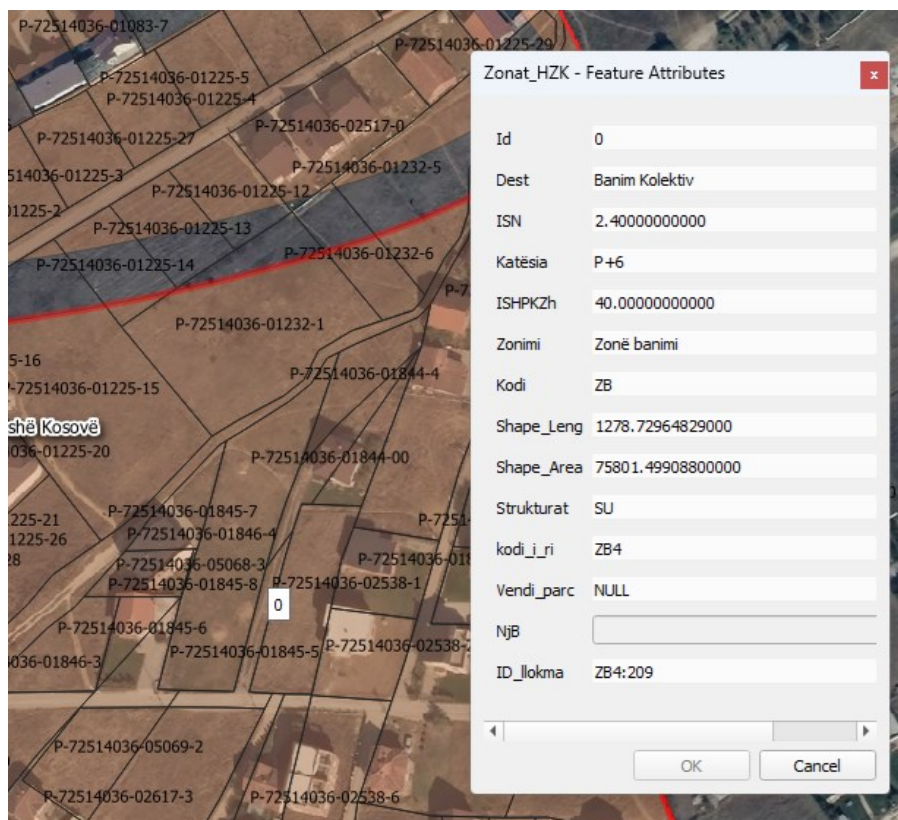 P-72514036-01083-7
P-72514036-01225-29
P-72514036-01225-5
P-72514036-01225-4
P-72514036-02517-0
P-72514036-01225-27
P-72514036-01232-5
514036-01225-3
P-72514036-01225-12
01225-2
P-72514036-01225-13
P-72514036-01232-6
P-72514036-01225-14
P-72514036-01232-1
5-16
P-72514036-01844-4
-72514036-01225-15
shë Kosovë
036-01225-20
P-72514036-01844-00
P-72514036-01845-7
225-21
P-72514036-01846-4
1225-26
28
P-72514036-05068-3
P-72514036-01845-8
P-72514036-02538-1
0
P-72514036-01845-6
P-72514036-01845-5
P-72514036-02538-
036-01846-3
P-72514036-05069-2
P-72514036-02617-3
P-72514036-02538-6
Zonat_HZK - Feature Attributes
x
Id 0
Dest Banim Kolektiv
ISN 2.40000000000
Katësia P+6
ISHPKZh 40.00000000000
Zonimi Zonë banimi
Kodi ZB
Shape_Leng 1278.72964829000
Shape_Area 75801.49908800000
Strukturat SU
kodi_i_ri ZB4
Vendi_parc NULL
NjB
ID_llokma ZB4:209
OK Cancel